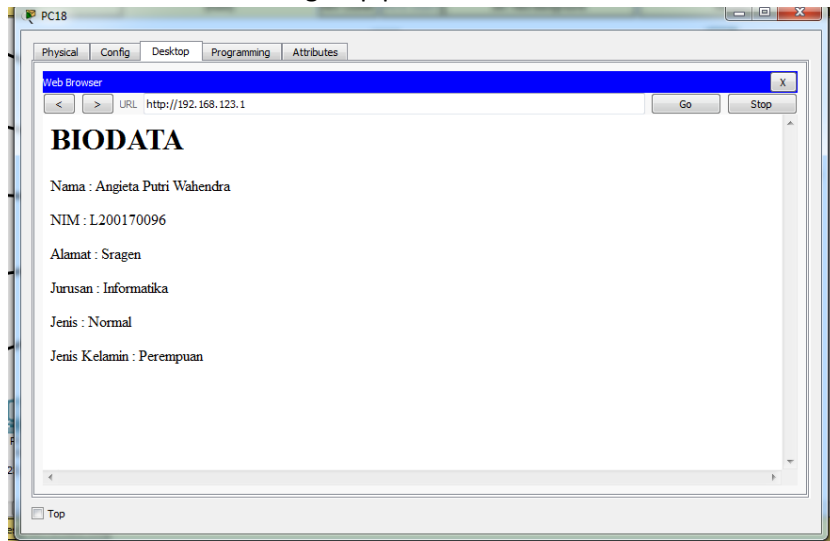 PC18
Physical Config Desktop Programming Attributes
Web Browser X
< > URL http://192.168.123.1 Go Stop
BIODATA
Nama : Angieta Putri Wahendra
NIM : L200170096
Alamat : Sragen
Jurusan : Informatika
Jenis : Normal
Jenis Kelamin : Perempuan
Top